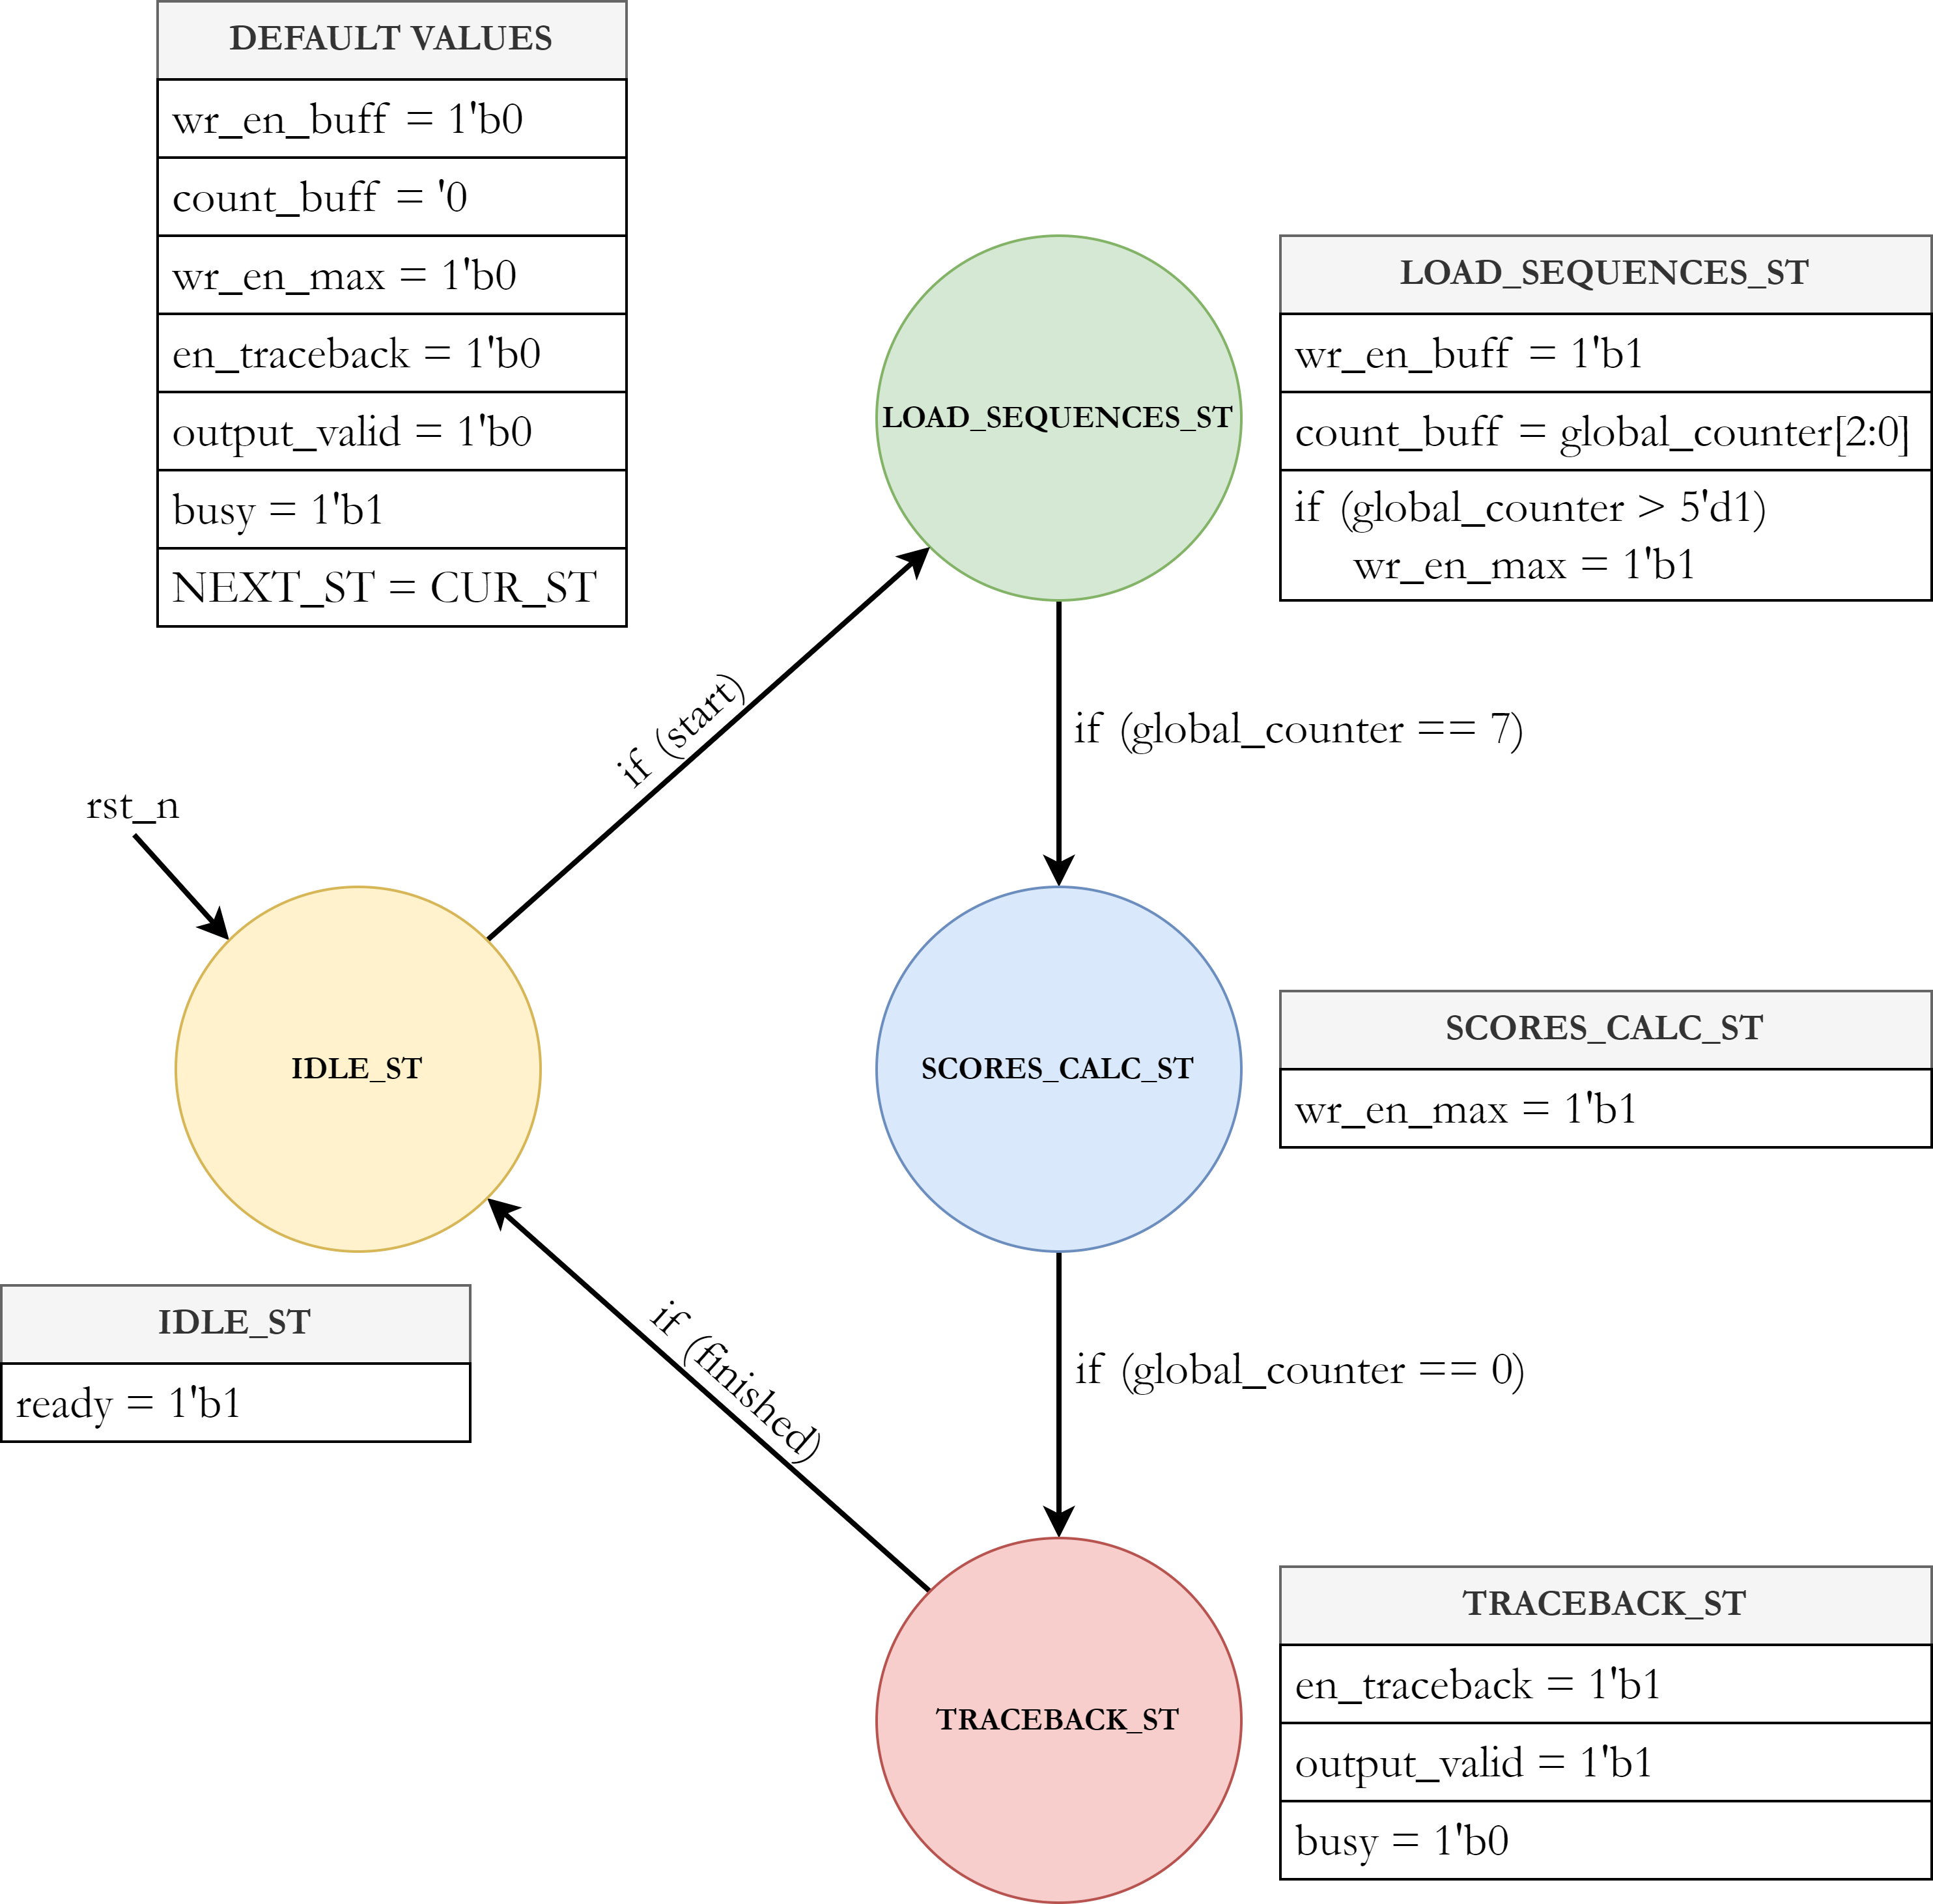 DEFAULT VALUES
wr_en_buff = 1'b0
count_buff = '0
wr_en_max = 1'b0
en_traceback = 1'b0
output_valid = 1'b0
busy = 1'b1
NEXT_ST = CUR_ST
LOAD_SEQUENCES_ST
LOAD_SEQUENCES_ST
wr_en_buff = 1'b1
count_buff = global_counter[2:0]
if (global_counter > 5'd1)
wr_en_max = 1'b1
if (start)
if (global_counter == 7)
rst_n
IDLE_ST
SCORES_CALC_ST
SCORES_CALC_ST
wr_en_max = 1'b1
IDLE_ST
ready = 1'b1
if (finished)
if (global_counter == 0)
TRACEBACK_ST
TRACEBACK_ST
en_traceback = 1'b1
output_valid = 1'b1
busy = 1'b0